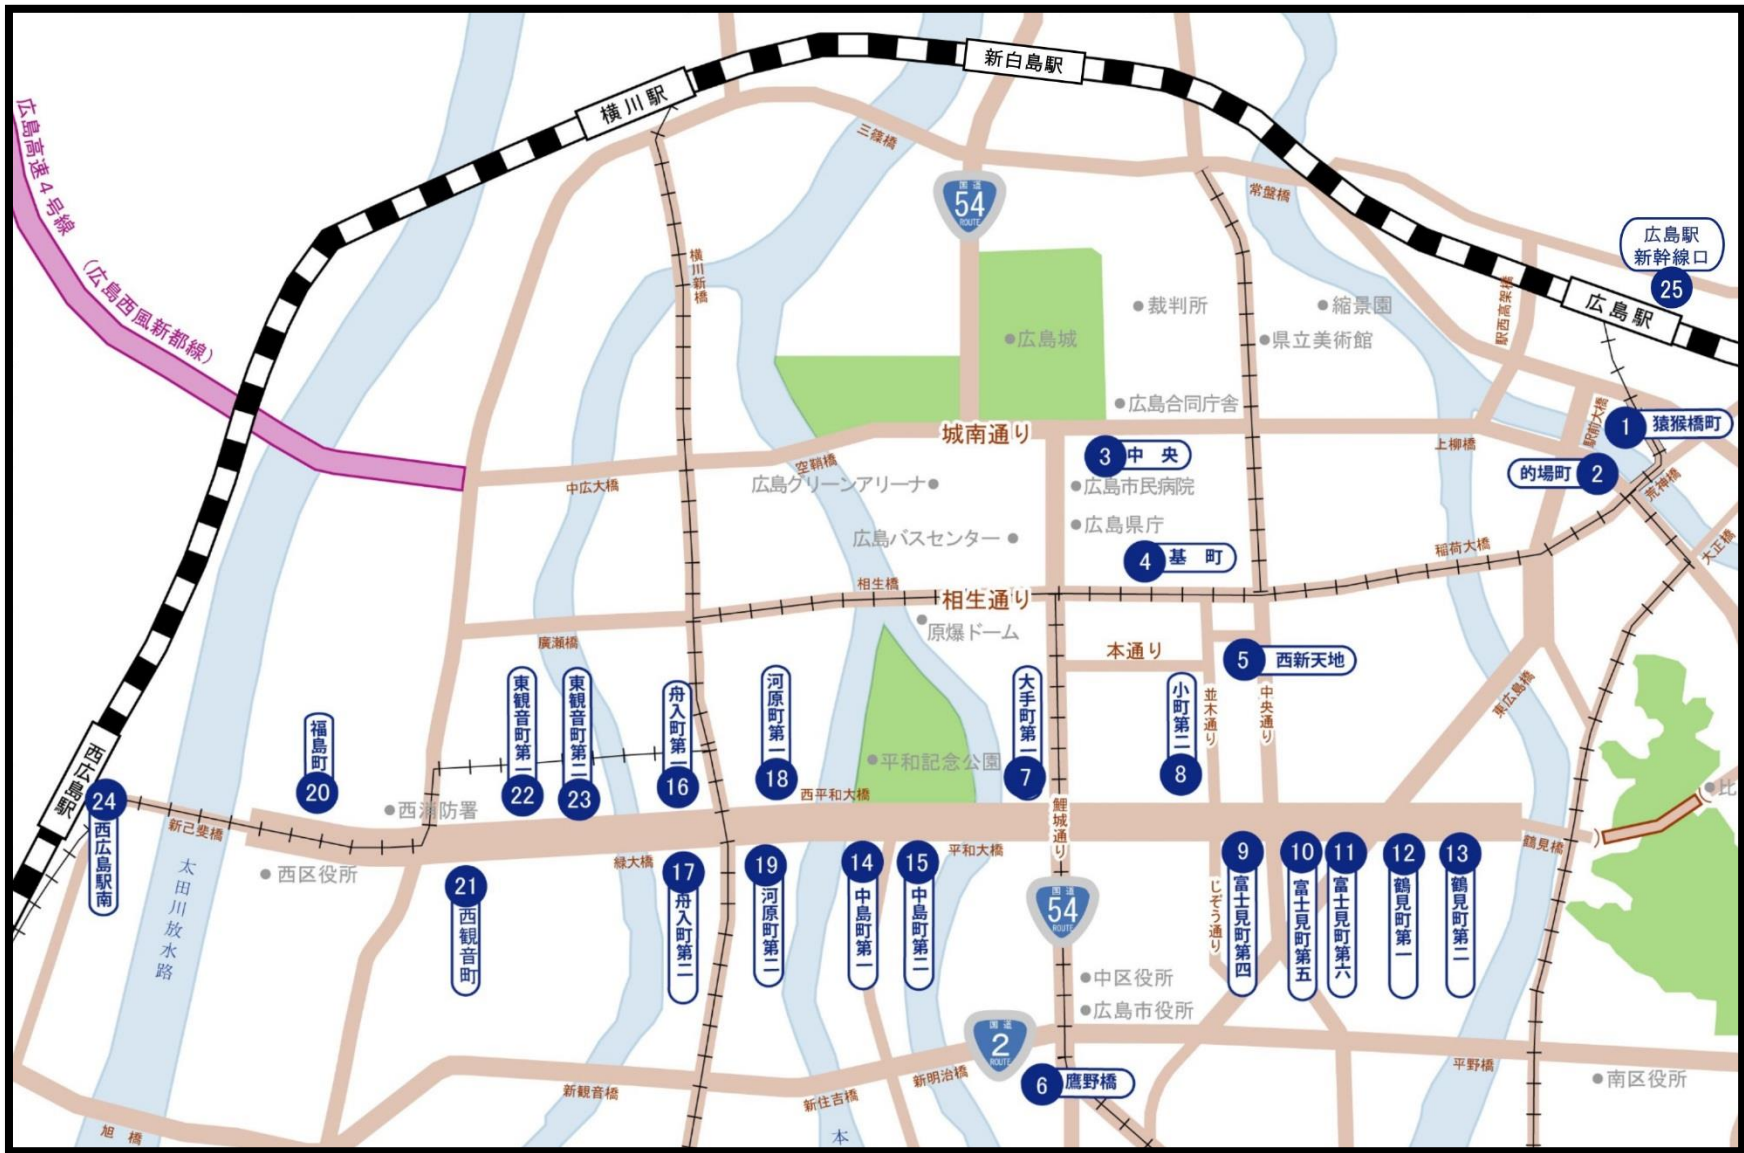 新白島駅
横川駅
広島高速4号線
(広島西風新都線)
三篠橋
常盤橋
国道
54
ROUTE
広島駅
新幹線口
25
広島駅
駅西高架橋
横川新橋
裁判所
縮景園
広島城
県立美術館
広島合同庁舎
駅前大橋
1
猿猴橋町
城南通り
上柳橋
3
中 央
的場町
2
荒神橋
空鞘橋
中広大橋
広島グリーンアリーナ
広島市民病院
広島県庁
広島バスセンター
4
基 町
稲荷大橋
大正橋
相生橋
相生通り
原爆ドーム
廣瀬橋
本通り
5
西新天地
並木通り
中央通り
東広島橋
西広島駅
24
西広島駅南
福島町
20
東観音町第一
22
東観音町第二
23
舟入町第一
16
河原町第一
18
大手町第一
7
小町第二
8
平和記念公園
西平和大橋
西消防署
新己斐橋
鯉城通り
鶴見橋
比
西区役所
太田川放水路
21
西観音町
緑大橋
17
舟入町第二
19
河原町第二
14
中島町第一
15
中島町第二
平和大橋
国道
54
ROUTE
じぞう通り
9
富士見町第四
10
富士見町第五
11
富士見町第六
12
鶴見町第一
13
鶴見町第二
中区役所
広島市役所
国道
2
ROUTE
6
鷹野橋
平野橋
南区役所
新観音橋
新住吉橋
新明治橋
旭 橋
本